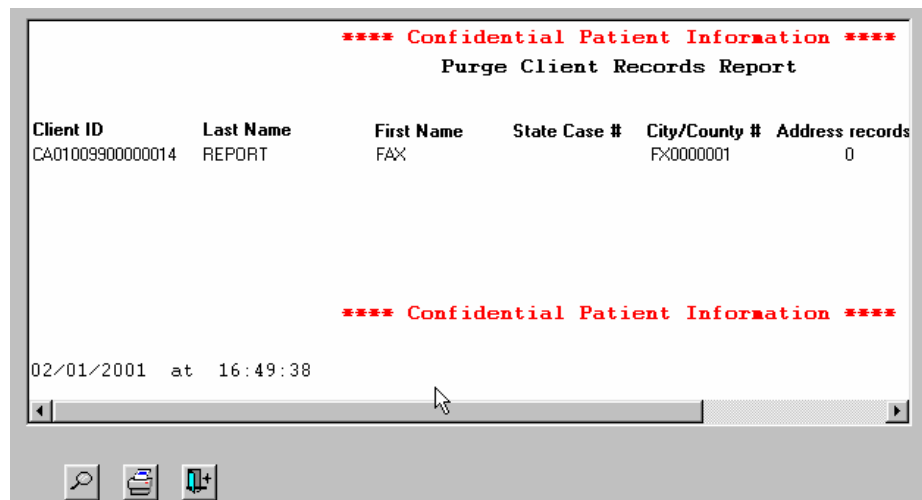 **** Confidential Patient Information ****
Purge Client Records Report
Client ID Last Name First Name State Case # City/County # Address records
CA01009900000014 REPORT FAX FX0000001 0
**** Confidential Patient Information ****
02/01/2001 at 16:49:38